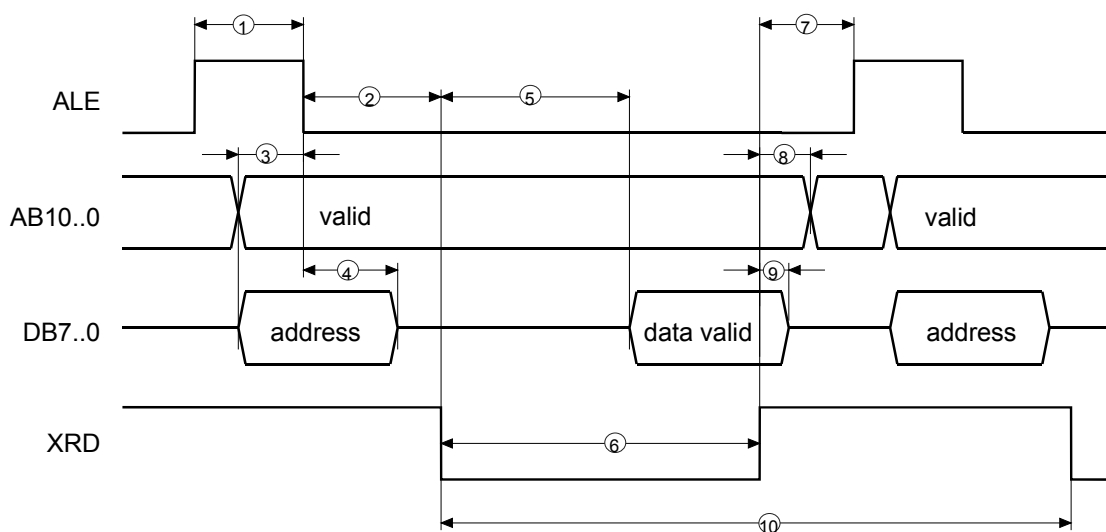 ① ⑦
ALE
② ⑤
③ ⑧
AB10..0 valid valid
④ ⑨
DB7..0 address data valid address
XRD
⑥
⑩